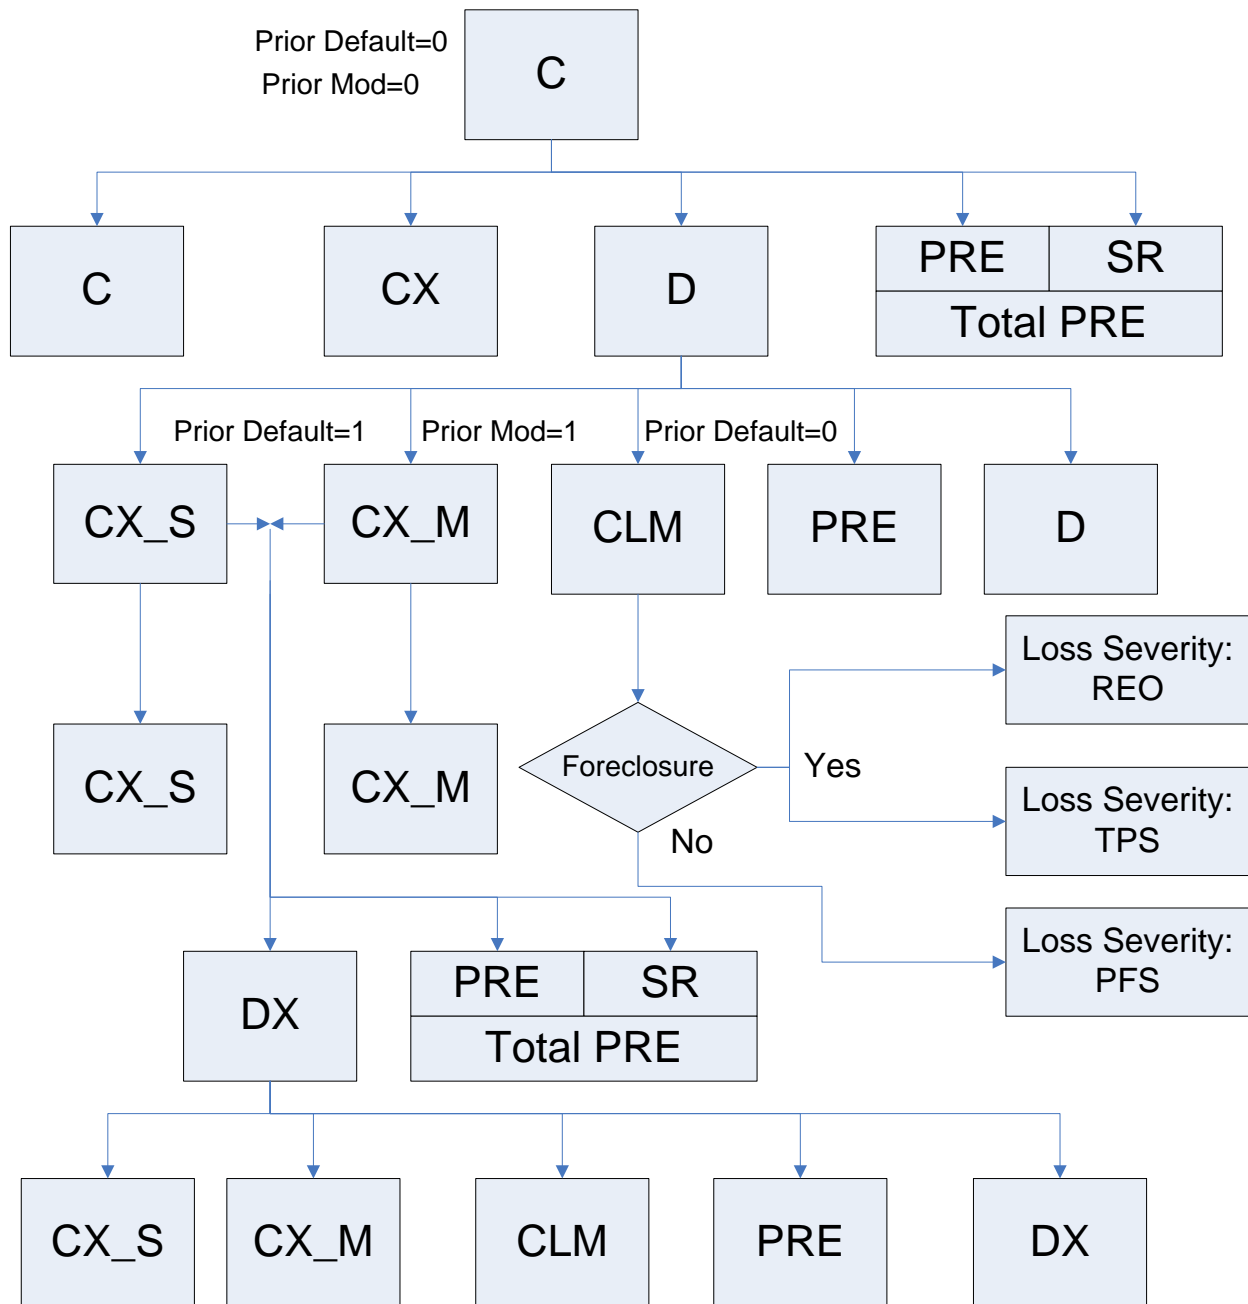 Prior Default=0
Prior Mod=0
C
C
CX
D
PRE
SR
Total PRE
Prior Default=1
Prior Mod=1
Prior Default=0
CX_S
CX_M
CLM
PRE
D
Loss Severity:
REO
CX_S
CX_M
Foreclosure
Yes
No
Loss Severity:
TPS
Loss Severity:
PFS
DX
PRE
SR
Total PRE
CX_S
CX_M
CLM
PRE
DX